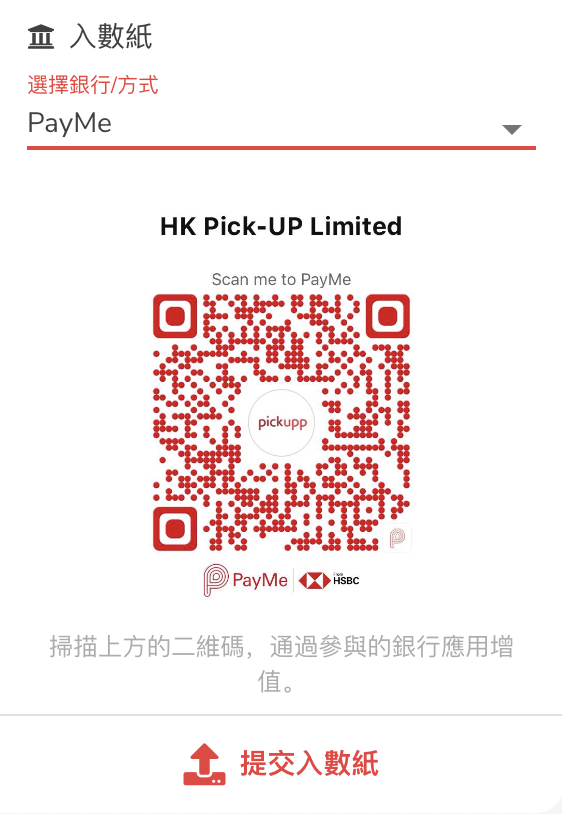 入數紙
選擇銀行/方式
PayMe
HK Pick-UP Limited
Scan me to PayMe
pickupp
PayMe
HSBC
掃描上方的二維碼，通過參與的銀行應用增
值。
提交入數紙